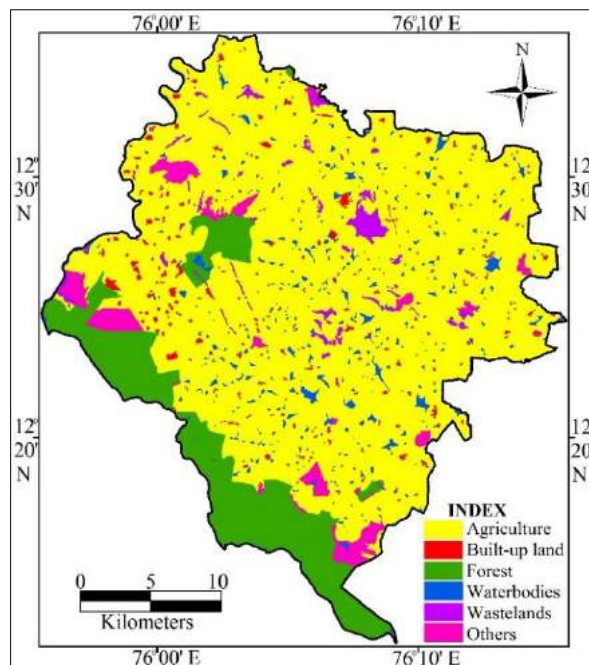 76°00' E 76°10' E
N
12°
30'
N
12°
30'
N
12°
20'
N
12°
20'
N
INDEX
Agriculture
Built-up land
Forest
Waterbodies
Wastelands
Others
0 5 10
Kilometers
76°00' E 76°10' E